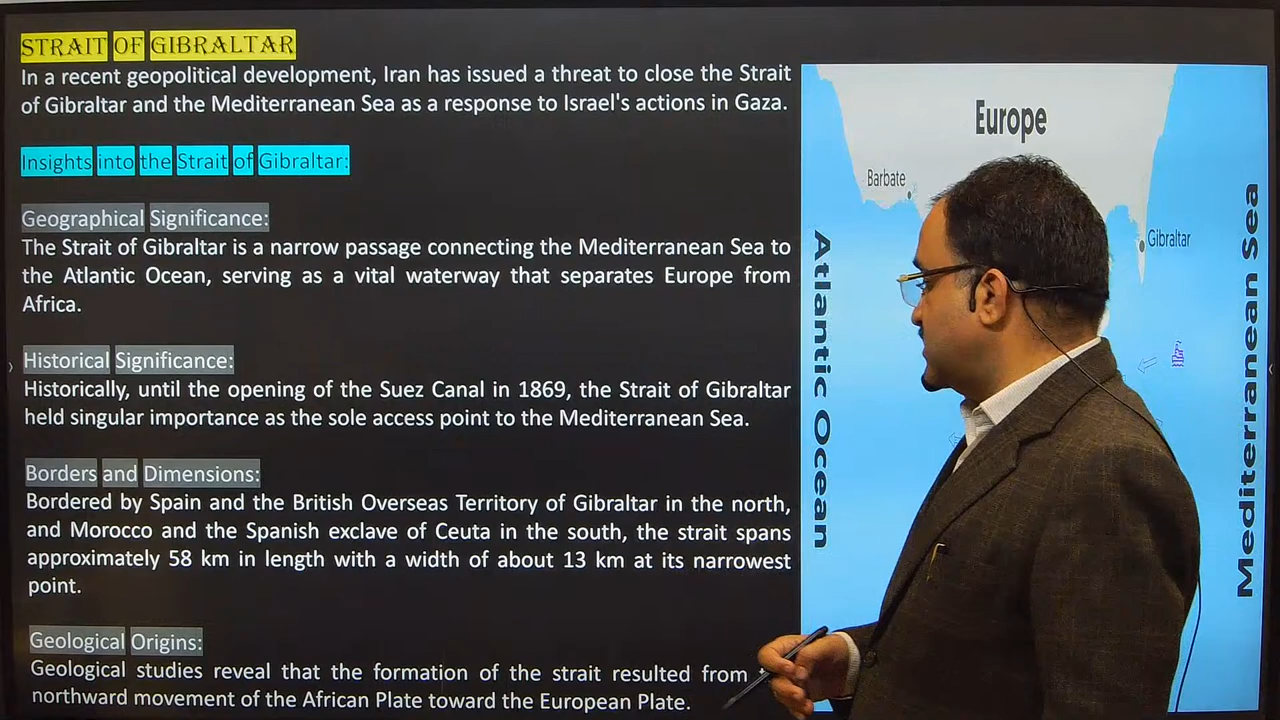 STRAIT OF GIBRALTAR
In a recent geopolitical development, Iran has issued a threat to close the Strait
of Gibraltar and the Mediterranean Sea as a response to Israel's actions in Gaza.
Insights into the Strait of Gibraltar:
Geographical Significance:
The Strait of Gibraltar is a narrow passage connecting the Mediterranean Sea to
the Atlantic Ocean, serving as a vital waterway that separates Europe from
Africa.
Historical Significance:
Historically, until the opening of the Suez Canal in 1869, the Strait of Gibraltar
held singular importance as the sole access point to the Mediterranean Sea.
Borders and Dimensions:
Bordered by Spain and the British Overseas Territory of Gibraltar in the north,
and Morocco and the Spanish exclave of Ceuta in the south, the strait spans
approximately 58 km in length with a width of about 13 km at its narrowest
point.
Geological Origins:
Geological studies reveal that the formation of the strait resulted from
northward movement of the African Plate toward the European Plate.
Europe
Barbate
Gibraltar
Atlantic Ocean
Mediterranean Sea